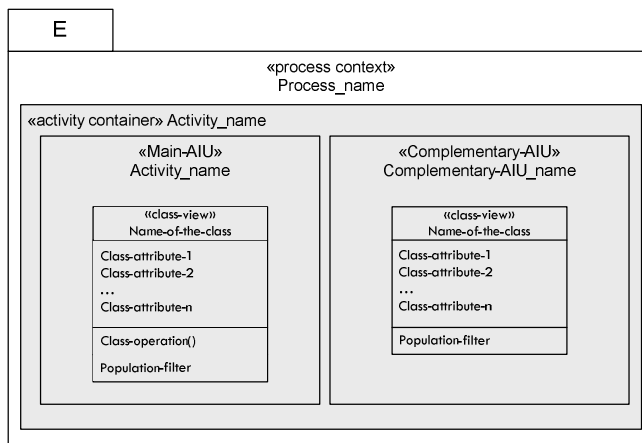 E
«process context»
Process_name
«activity container» Activity_name
«Main-AIU»
Activity_name
«class-view»
Name-of-the-class
Class-attribute-1
Class-attribute-2
...
Class-attribute-n
Class-operation()
Population-filter
«Complementary-AIU»
Complementary-AIU_name
«class-view»
Name-of-the-class
Class-attribute-1
Class-attribute-2
...
Class-attribute-n
Population-filter